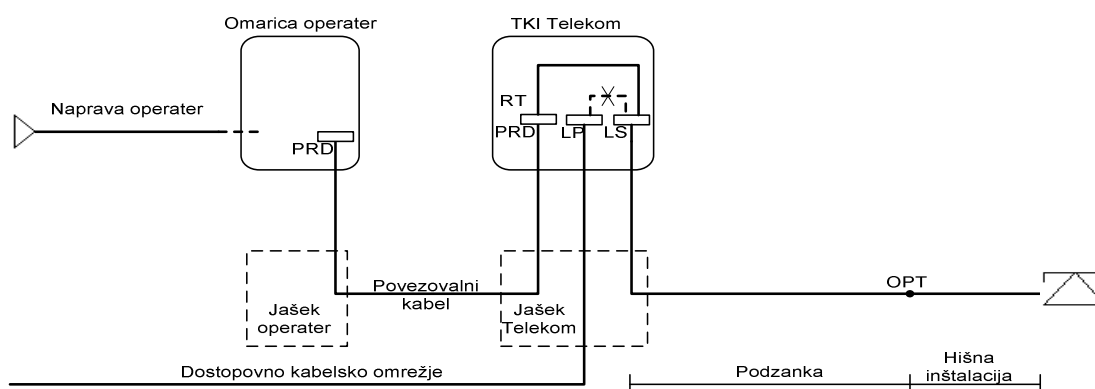 Omarica operater
TKI Telekom
Naprava operater
RT
PRD
PRD
LP
LS
Povezovalni
kabel
OPT
Jašek
operater
Jašek
Telekom
Dostopovno kabelsko omrežje
Podzanka
Hišna
inštalacija